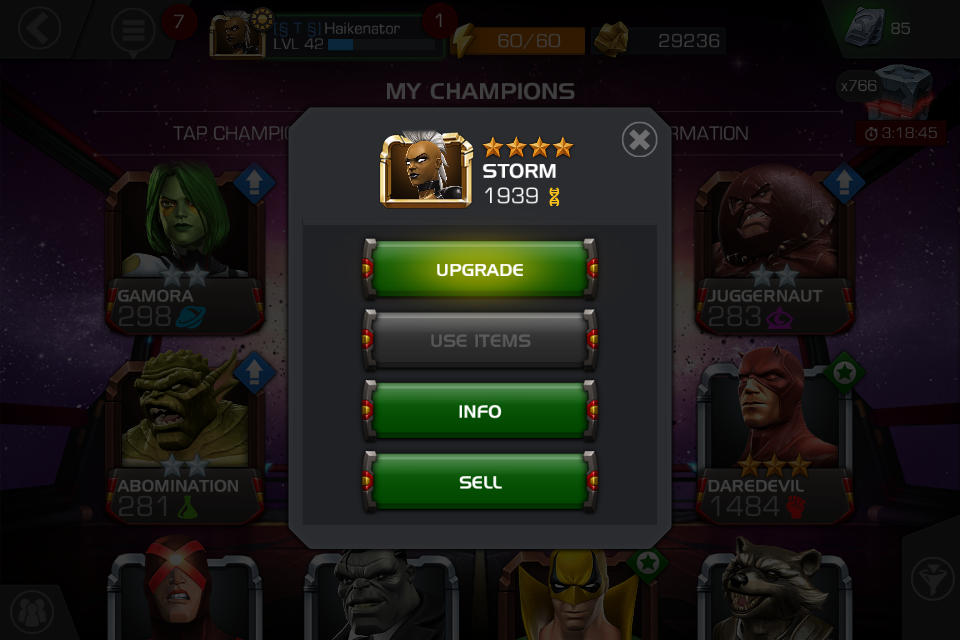 7
[§ T §] Haikenator
1
LVL 42
60/60
29236
85
MY CHAMPIONS
x766
TAP CHAMPIO
RMATION
3:18:45
STORM
1939
UPGRADE
GAMORA
298
JUGGERNAUT
283
USE ITEMS
INFO
ABOMINATION
281
SELL
DAREDEVIL
1484